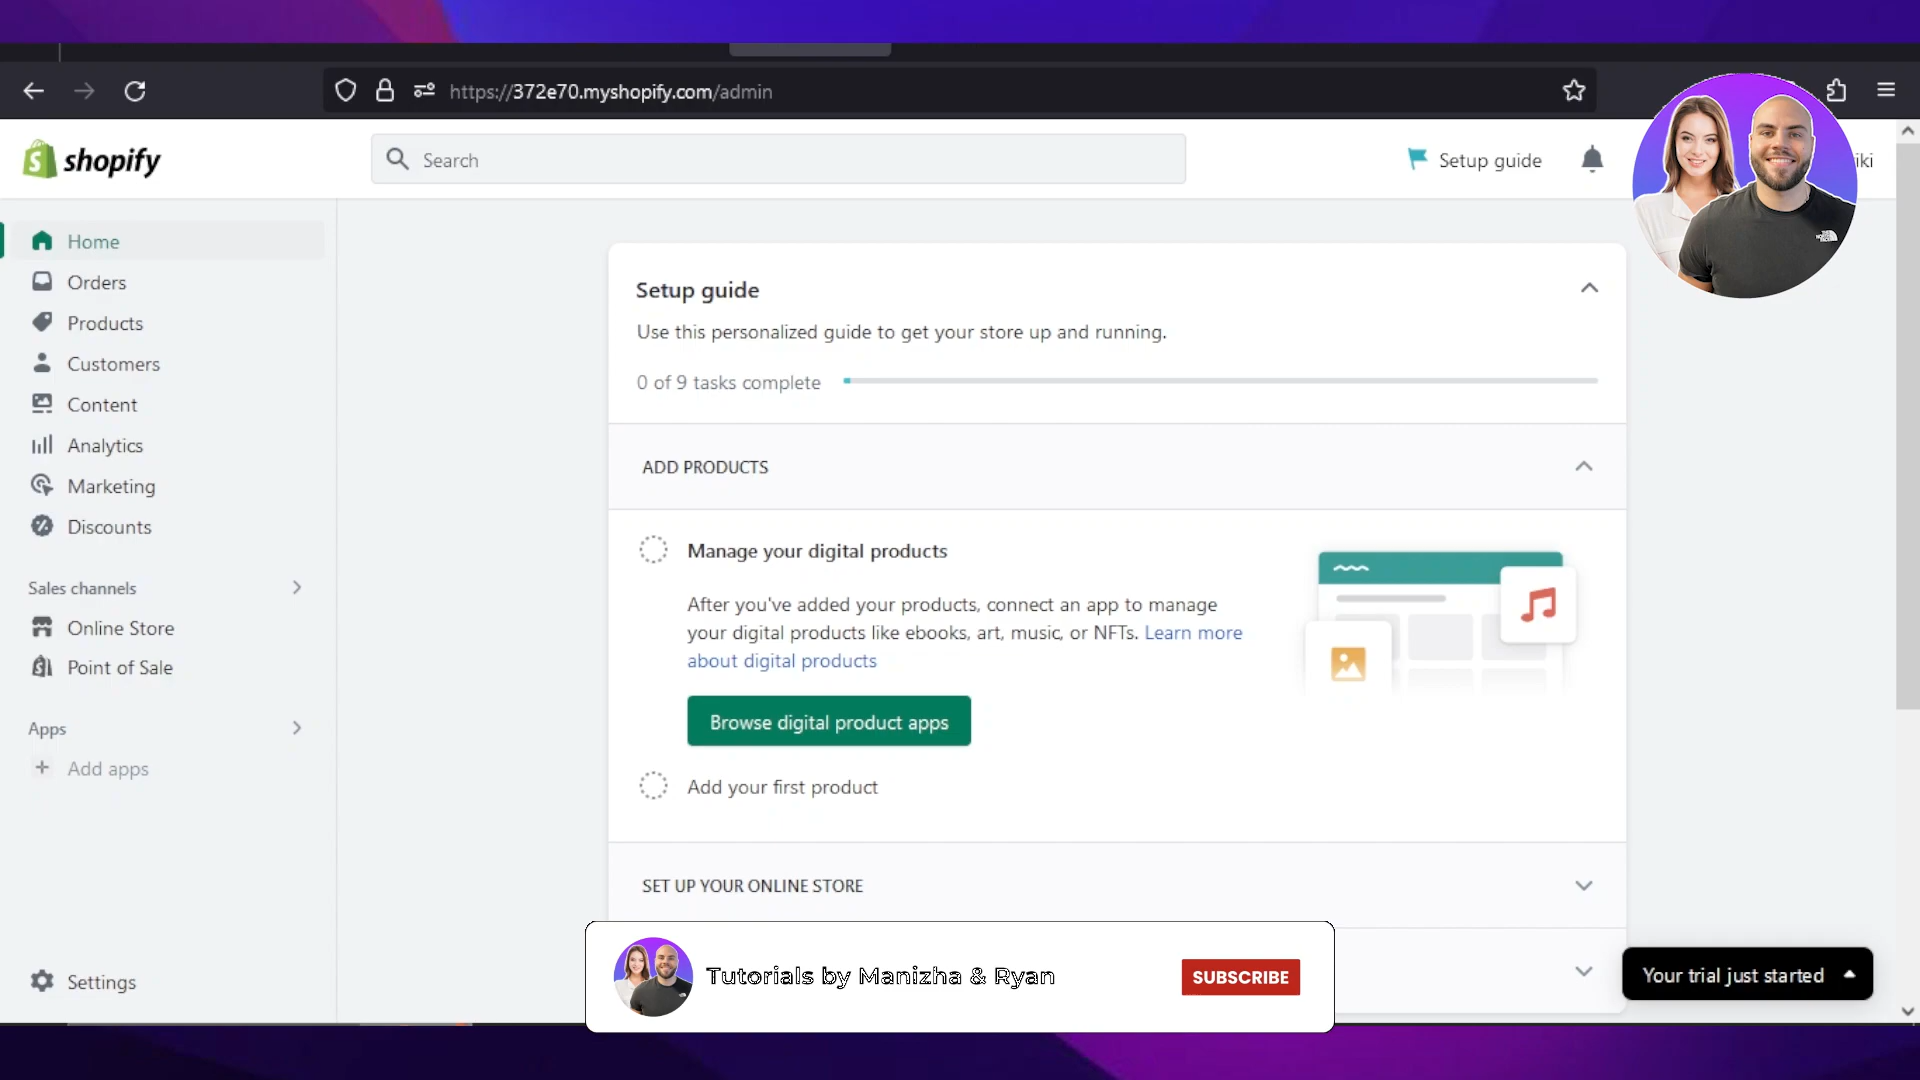 https://372e70.myshopify.com/admin
shopify
Search
Setup guide
iki
Home
Orders
Products
Customers
Content
Analytics
Marketing
Discounts
Sales channels
Online Store
Point of Sale
Apps
Add apps
Settings
Setup guide
Use this personalized guide to get your store up and running.
0 of 9 tasks complete
ADD PRODUCTS
Manage your digital products
After you've added your products, connect an app to manage
your digital products like ebooks, art, music, or NFTs. Learn more
about digital products
Browse digital product apps
Add your first product
SET UP YOUR ONLINE STORE
Tutorials by Manizha & Ryan
SUBSCRIBE
Your trial just started
THE NORTH FACE